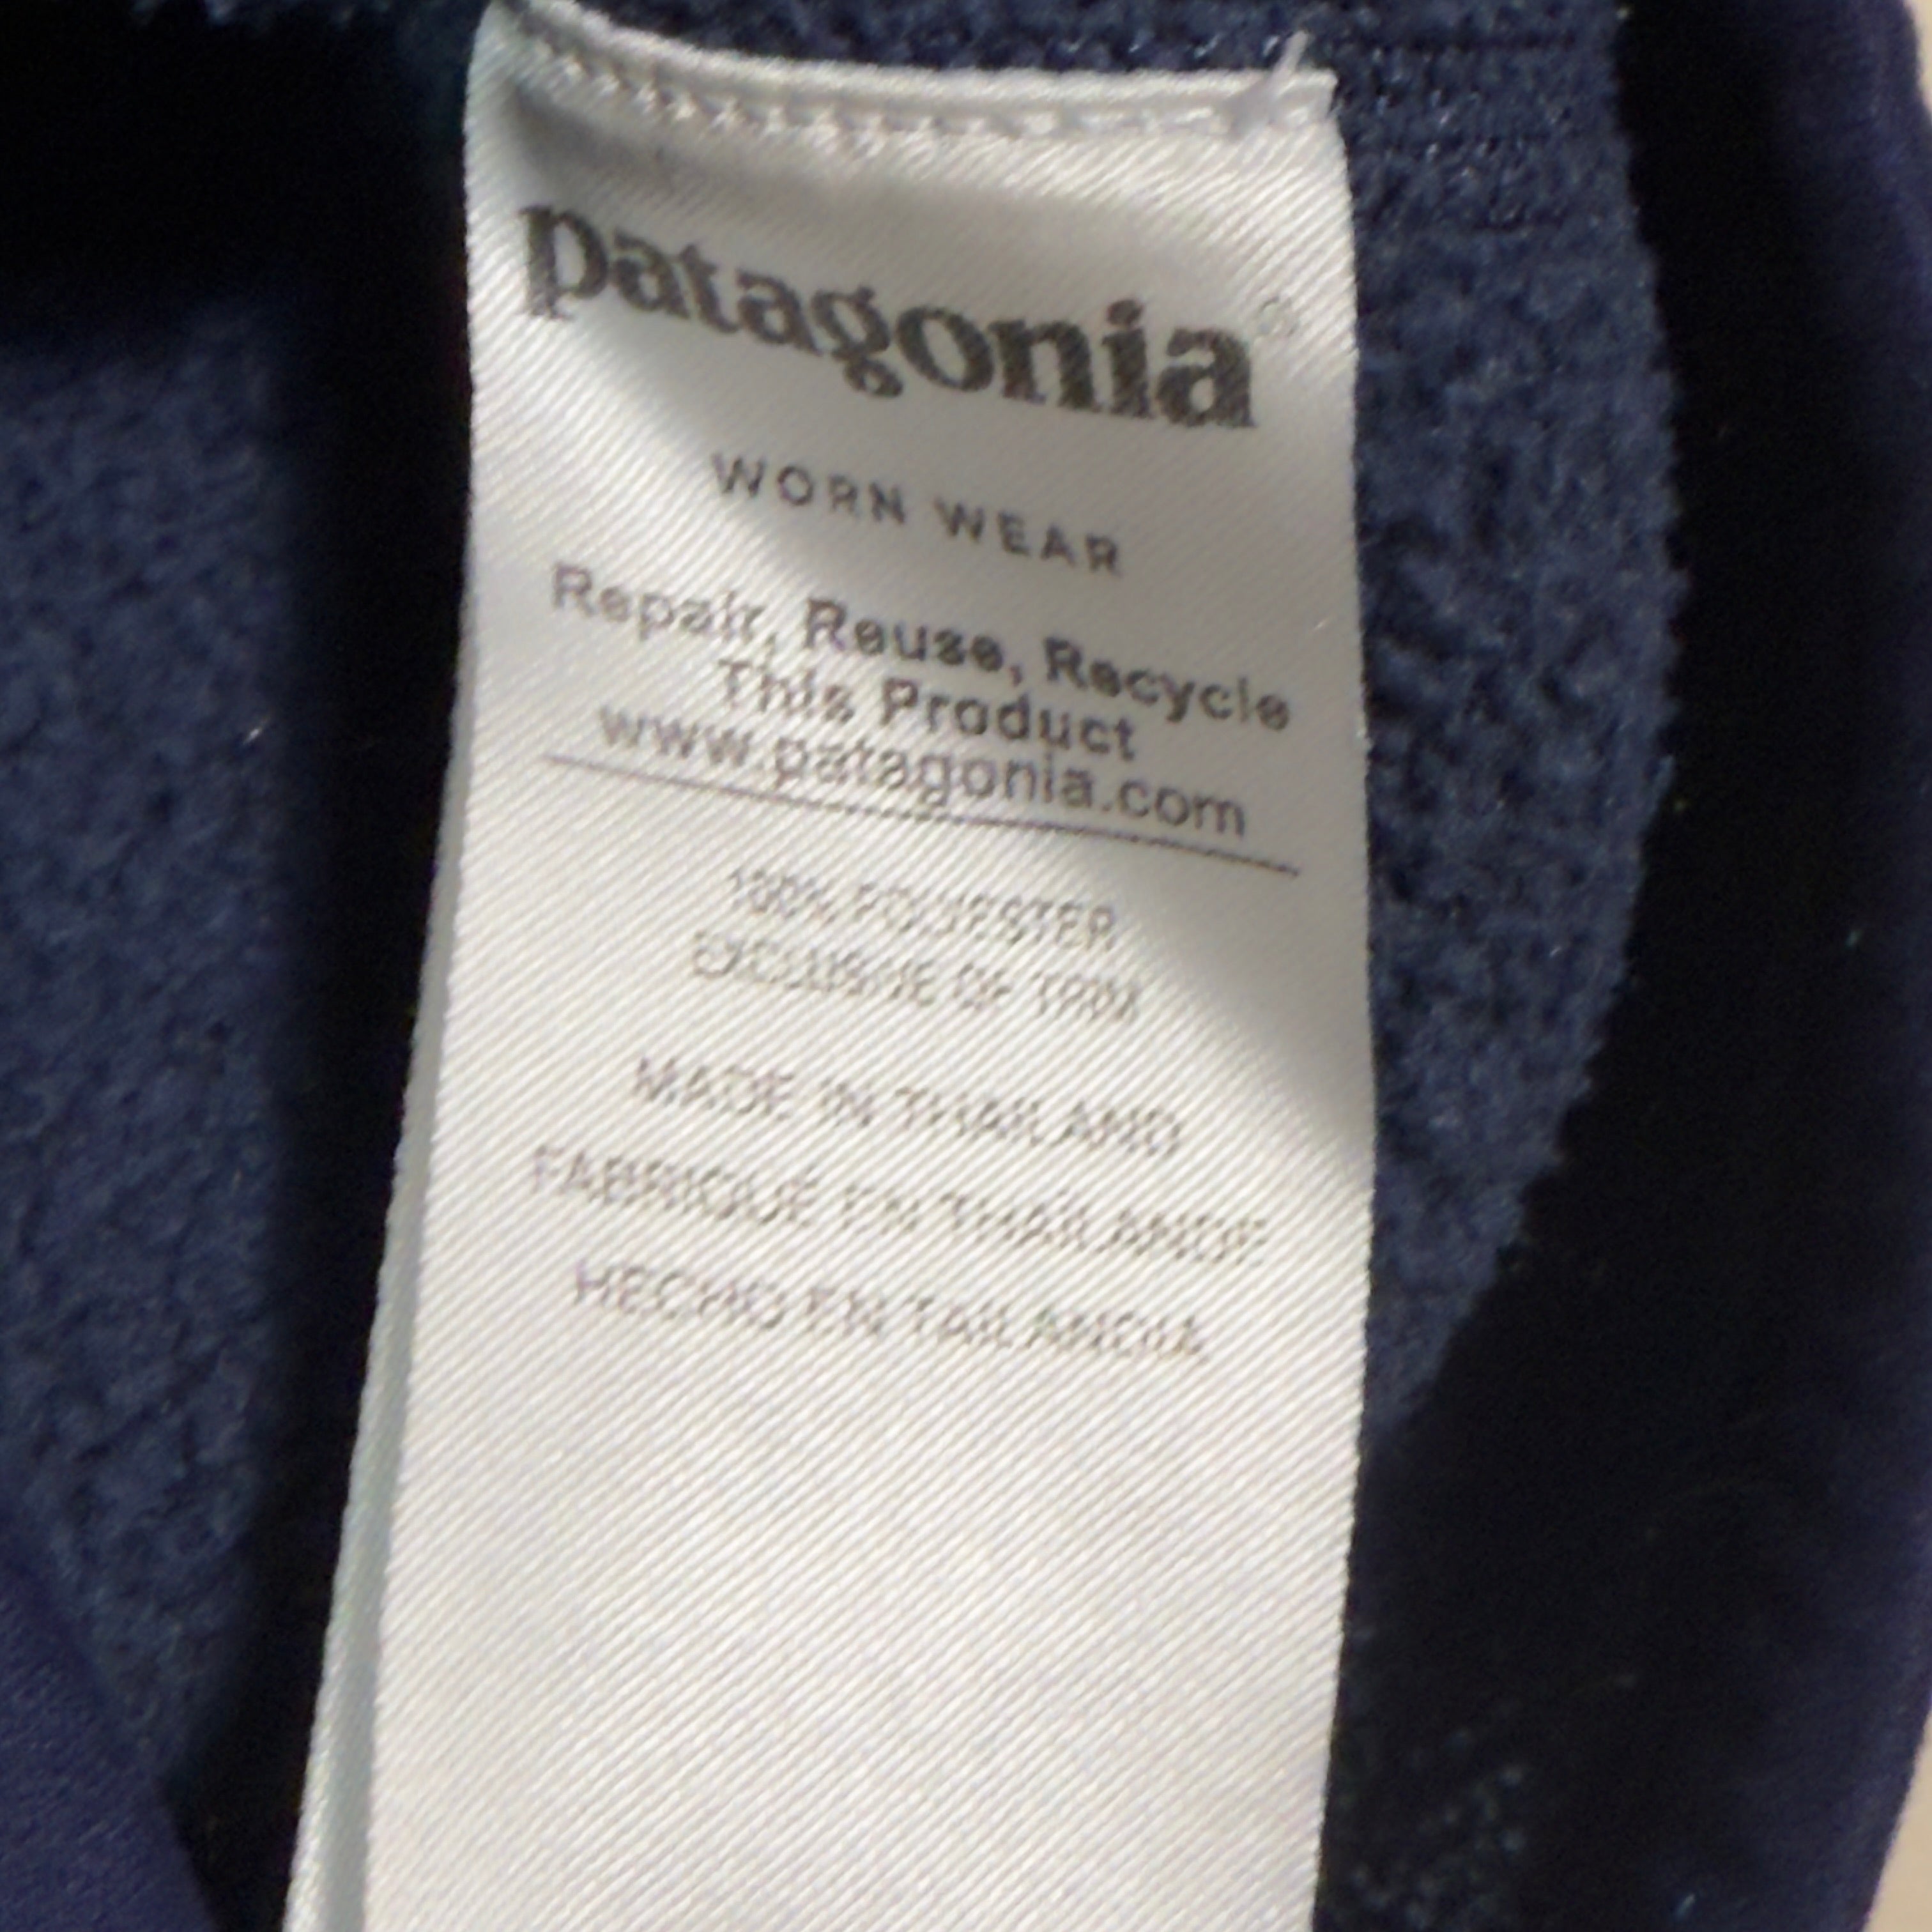 patagonia®
WORN WEAR
Repair, Reuse, Recycle
This Product
www.patagonia.com
100% POLYESTER
EXCLUSIVE OF TRIM
MADE IN THAILAND
FABRIQUÉ EN THAÏLANDE
HECHO EN TAILANDIA